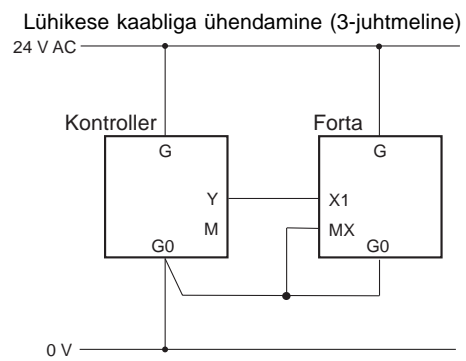 Lühikese kaabliga ühendamine (3-juhtmeline)
24 V AC
Kontroller Forta
G G
Y X1
M MX
G0 G0
0 V